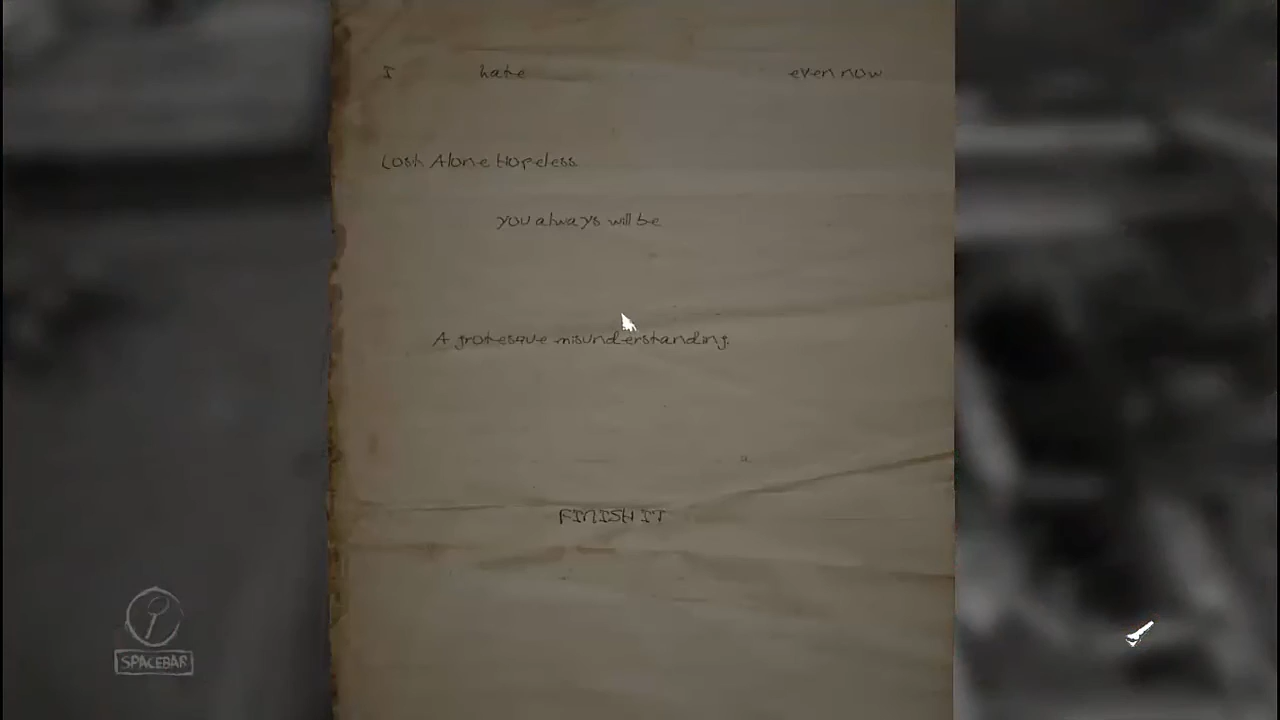 I hate even now
Lost Alone Hopeless
you always will be
A grotesque misunderstanding.
FINISH IT
SPACEBAR